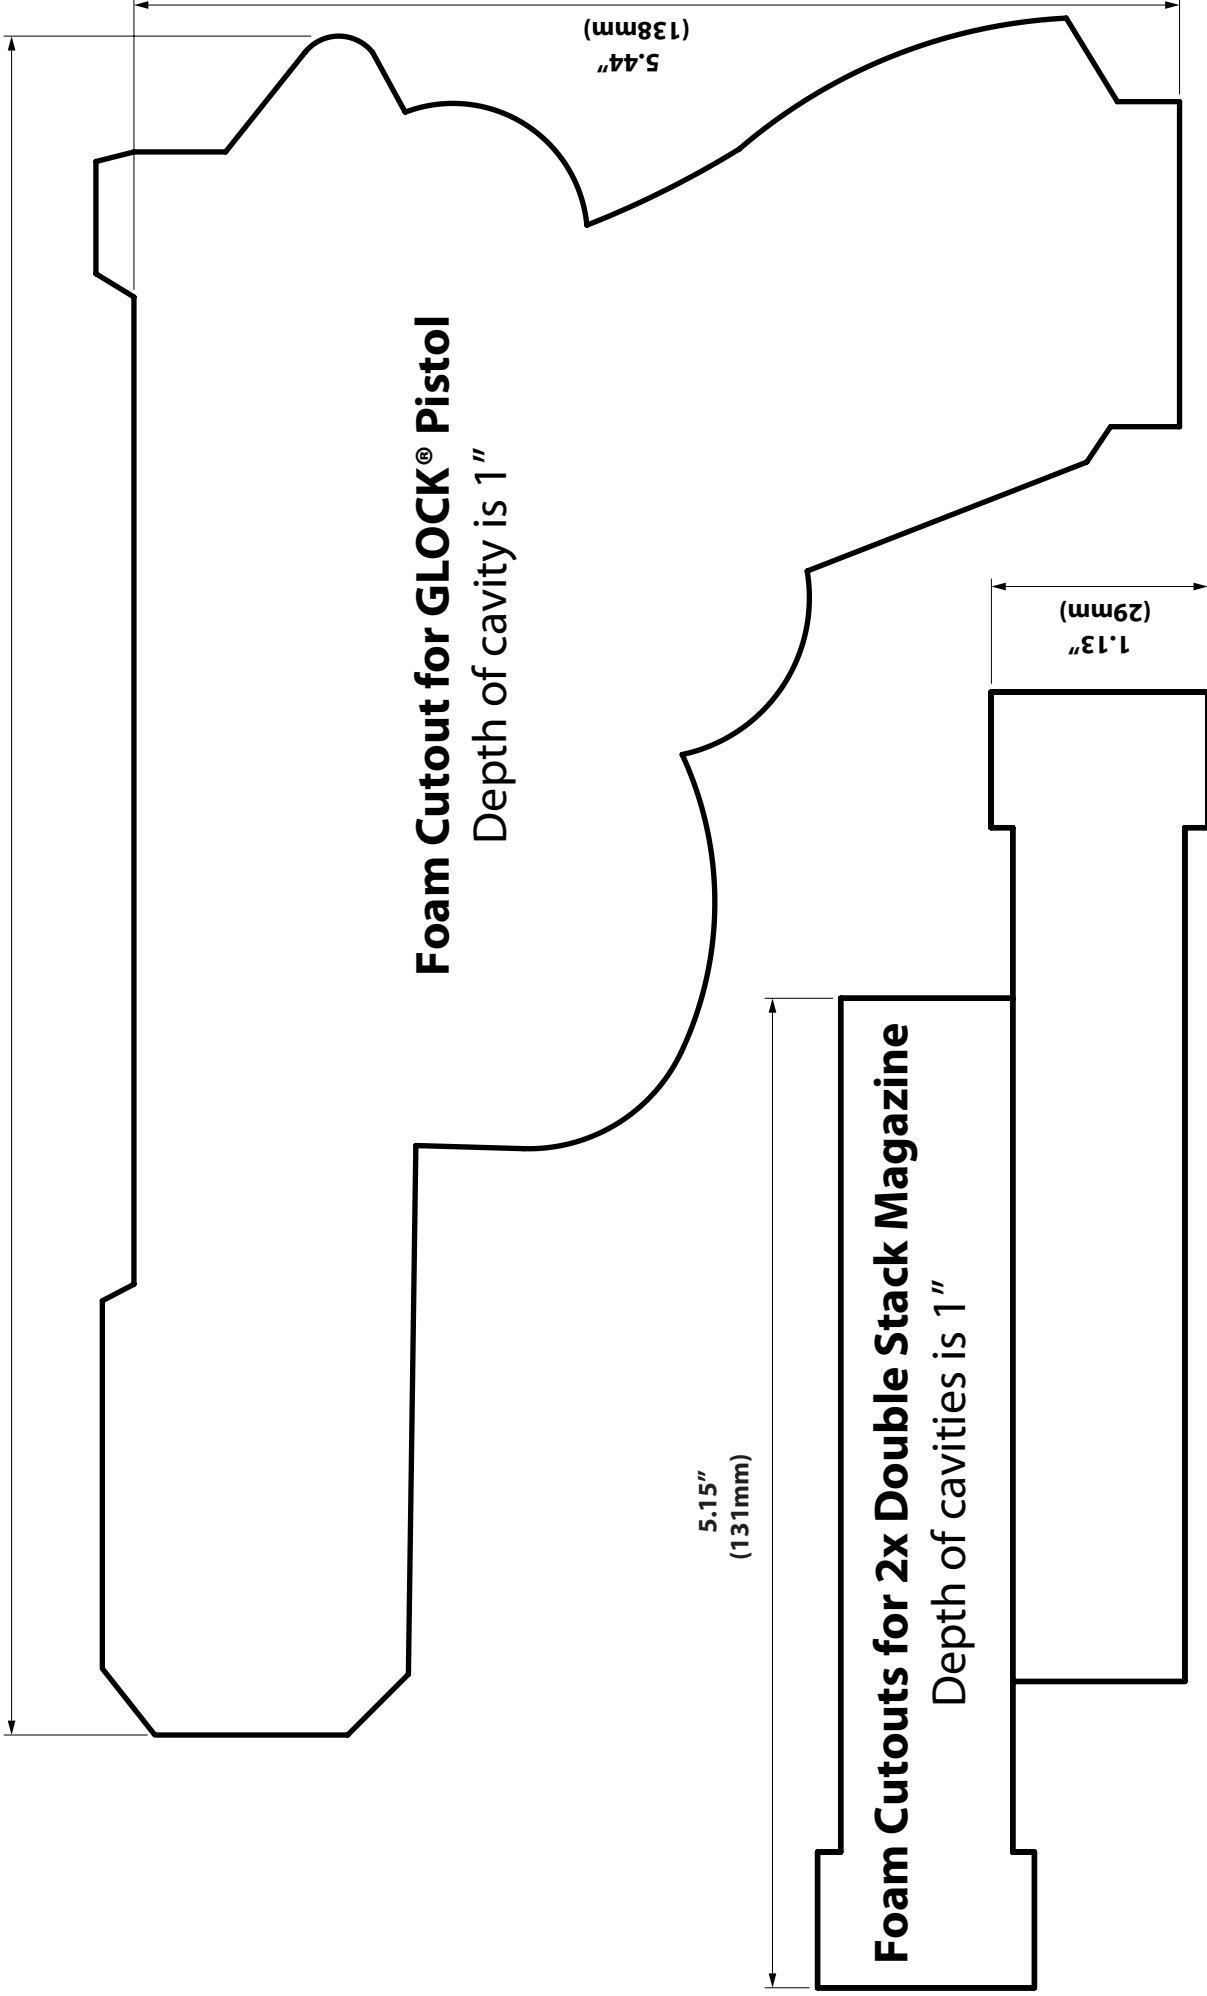 5.44”
(138mm)
Foam Cutout for GLOCK® Pistol
Depth of cavity is 1”
1.13”
(29mm)
5.15”
(131mm)
Foam Cutouts for 2x Double Stack Magazine
Depth of cavities is 1”